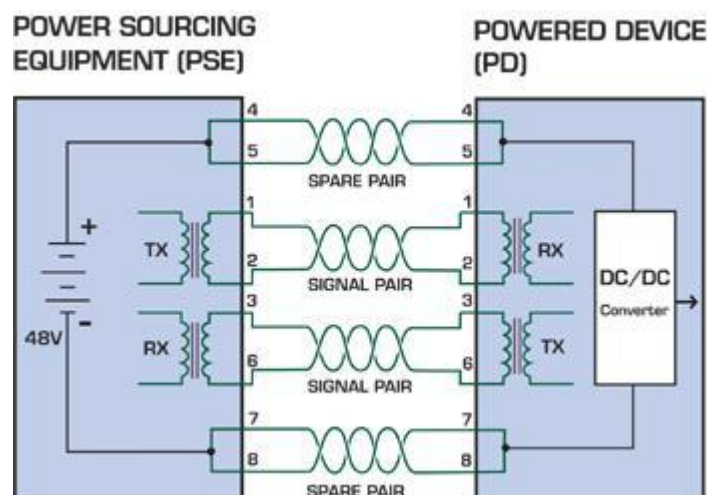 POWER SOURCING
EQUIPMENT (PSE)
POWERED DEVICE
(PD)
4
4
5
5
SPARE PAIR
1
1
+
TX
RX
2
2
SIGNAL PAIR
DC/DC
Converter
3
3
-
48V
RX
TX
6
6
SIGNAL PAIR
7
7
8
8
SPARE PAIR